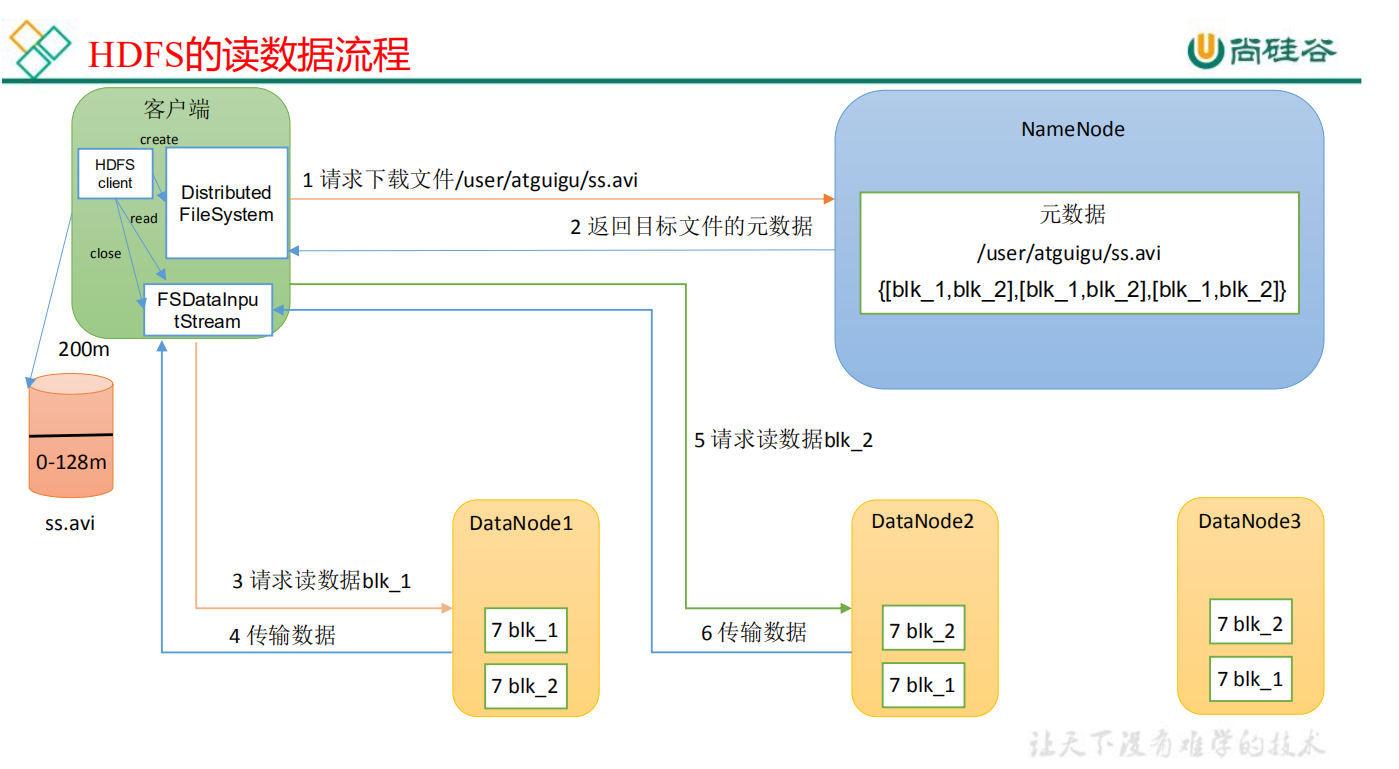 HDFS的读数据流程
尚硅谷
客户端
create
HDFS
client
Distributed
FileSystem
read
close
FSDataInpu
tStream
1 请求下载文件/user/atguigu/ss.avi
2 返回目标文件的元数据
NameNode
元数据
/user/atguigu/ss.avi
{[blk_1,blk_2],[blk_1,blk_2],[blk_1,blk_2]}
200m
0-128m
ss.avi
5 请求读数据blk_2
3 请求读数据blk_1
4 传输数据
DataNode1
7 blk_1
7 blk_2
6 传输数据
DataNode2
7 blk_2
7 blk_1
DataNode3
7 blk_2
7 blk_1
让天下没有难学的技术